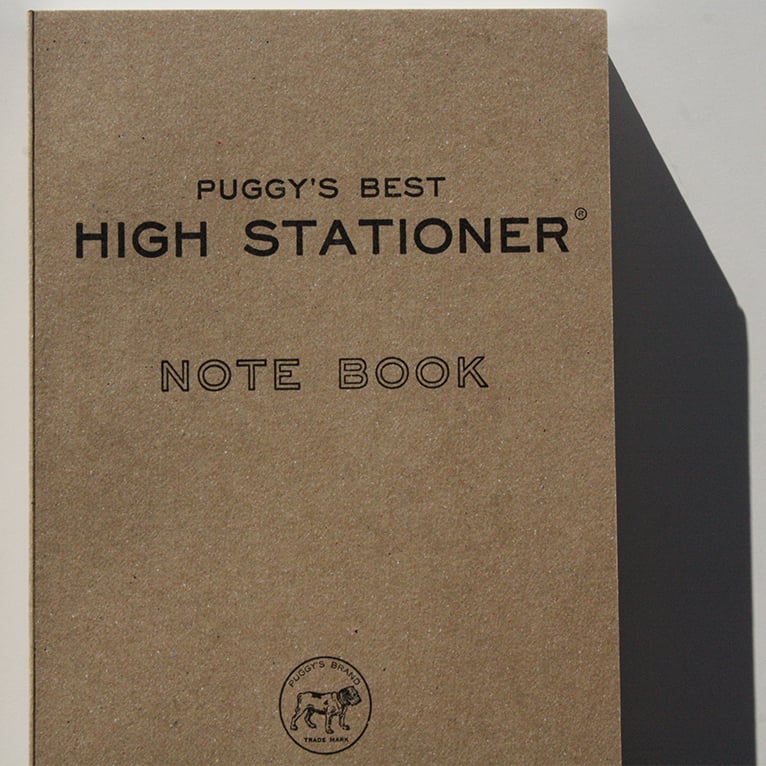 PUGGY'S BEST
HIGH STATIONER®
NOTE BOOK
PUGGY'S BRAND
TRADE MARK